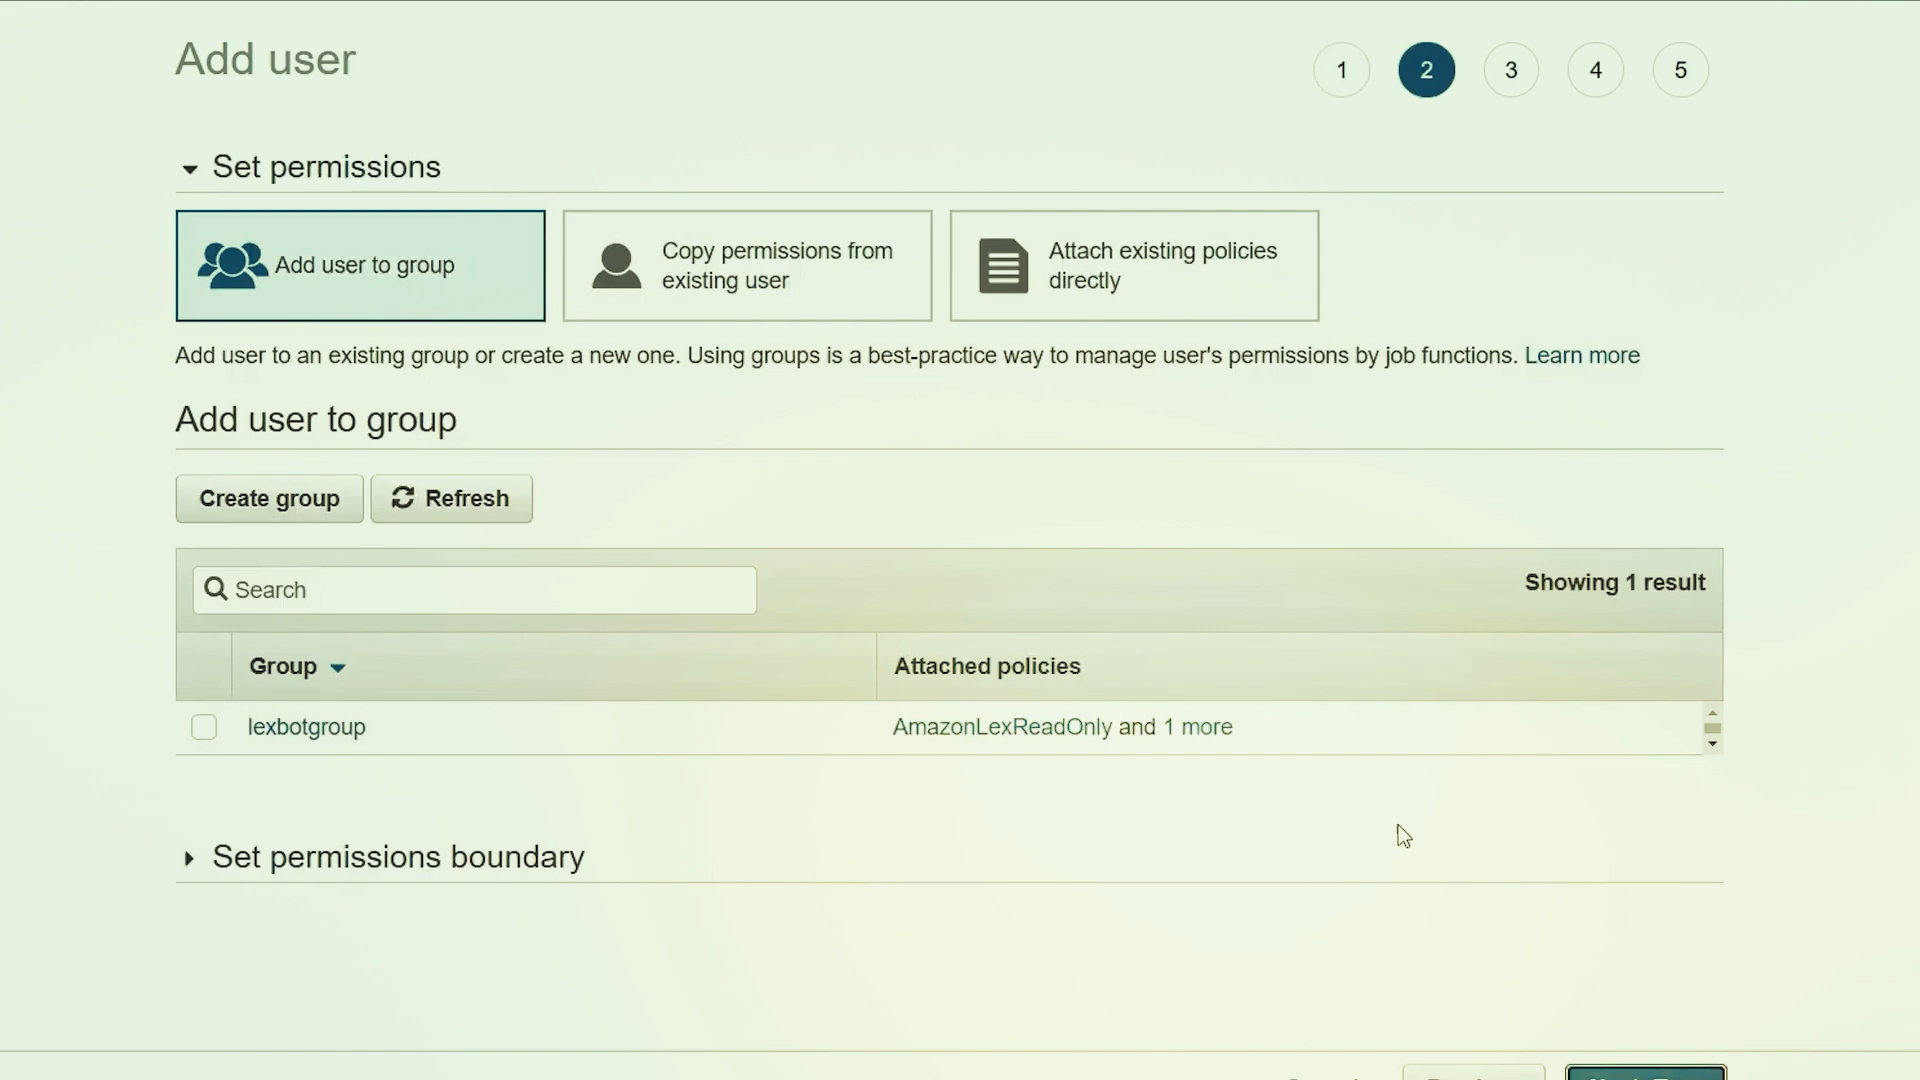 Add user
1 2 3 4 5
Set permissions
Add user to group
Copy permissions from
existing user
Attach existing policies
directly
Add user to an existing group or create a new one. Using groups is a best-practice way to manage user's permissions by job functions. Learn more
Add user to group
Create group Refresh
Search
Showing 1 result
Group Attached policies
lexbotgroup AmazonLexReadOnly and 1 more
Set permissions boundary